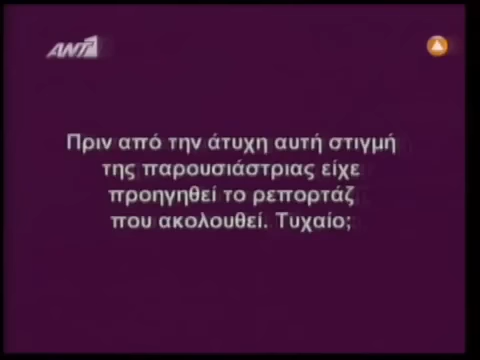 ANT1
Πριν από την άτυχη αυτή στιγμή
της παρουσιάστριας είχε
προηγηθεί το ρεπορτάζ
που ακολουθεί. Τυχαίο;